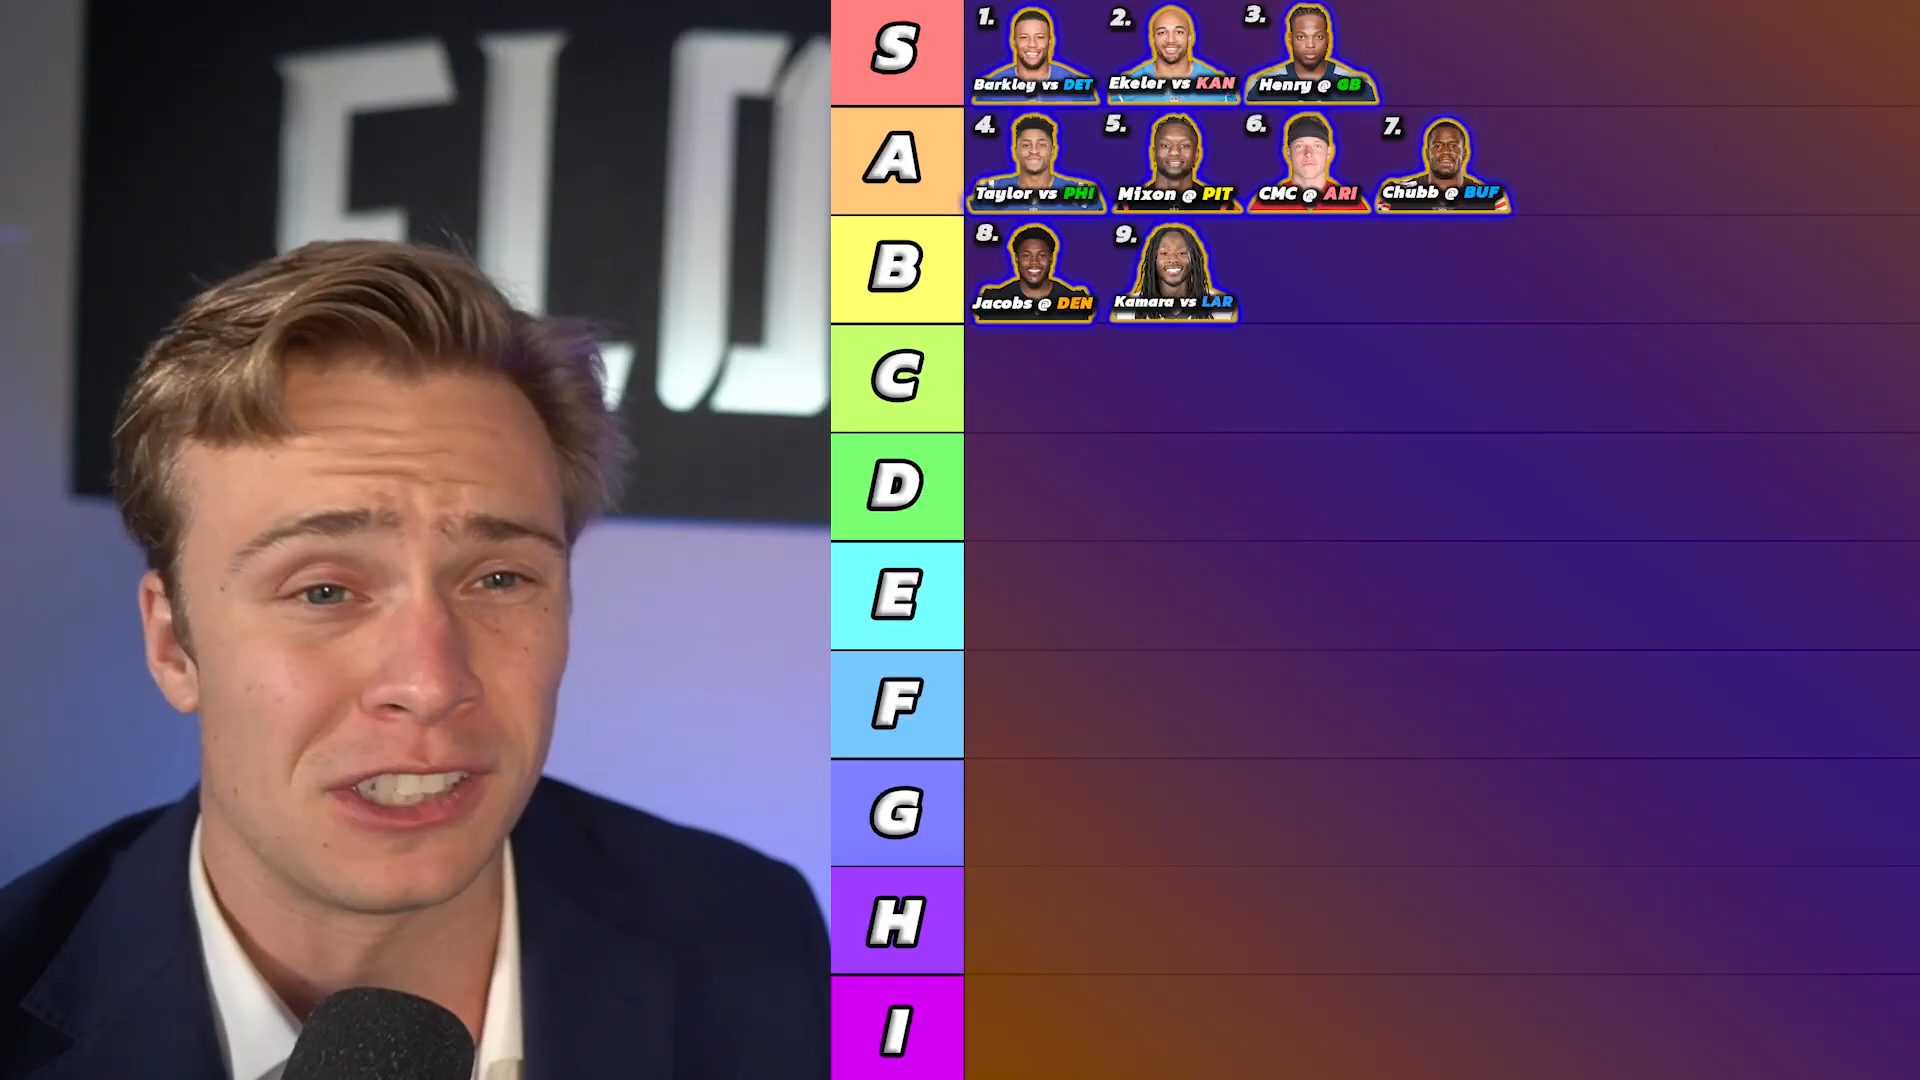 FLO
S
1.
2.
3.
Barkley vs DET
Ekeler vs KAN
Henry @ GB
A
4.
5.
6.
7.
Taylor vs PHI
Mixon @ PIT
CMC @ ARI
Chubb @ BUF
B
8.
9.
Jacobs @ DEN
Kamara vs LAR
C
D
E
F
G
H
I